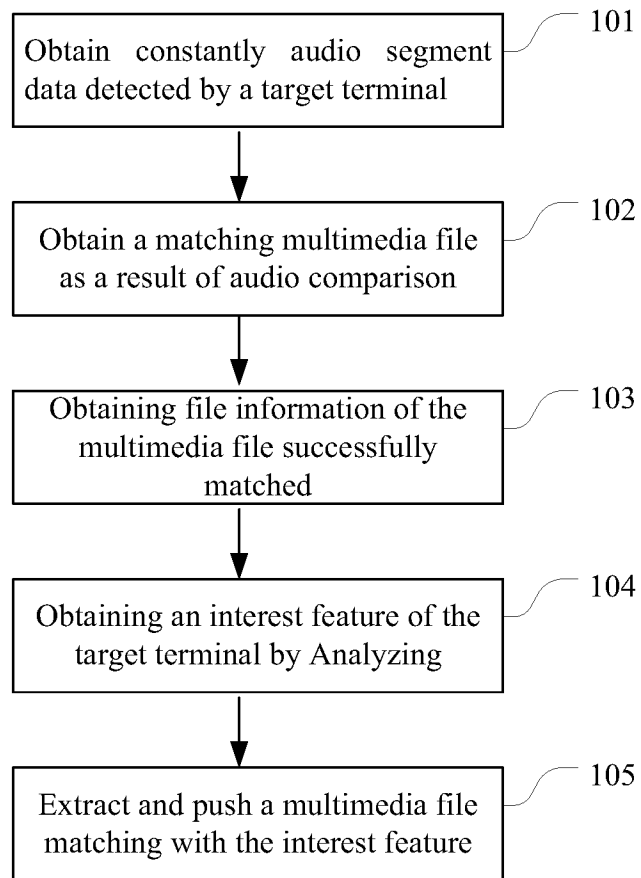 101
Obtain constantly audio segment
data detected by a target terminal
102
Obtain a matching multimedia file
as a result of audio comparison
103
Obtaining file information of the
multimedia file successfully
matched
104
Obtaining an interest feature of the
target terminal by Analyzing
105
Extract and push a multimedia file
matching with the interest feature